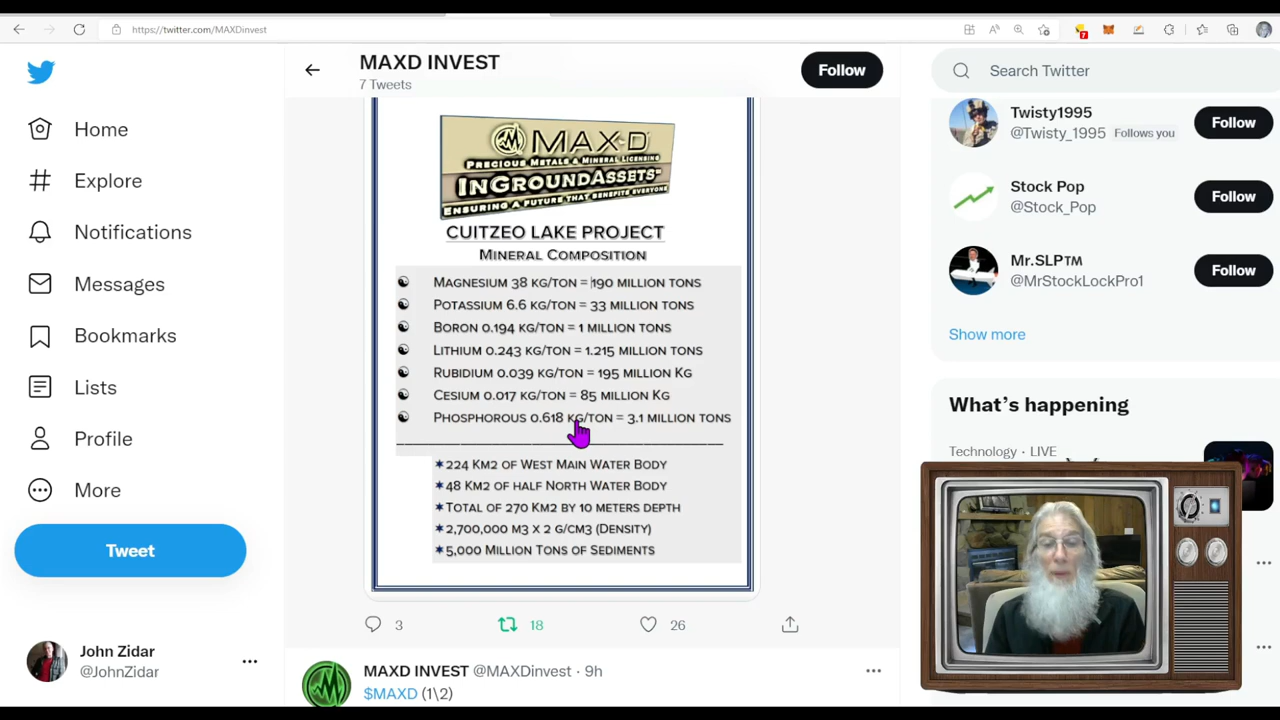 https://twitter.com/MAXDinvest
7
MAXD INVEST
7 Tweets
Follow
Search Twitter
Home
Explore
Notifications
Messages
Bookmarks
Lists
Profile
More
Tweet
John Zidar
@JohnZidar
MAX-D
PRECIOUS METALS & MINERAL LICENSING
INGROUNDASSETS™
ENSURING A FUTURE THAT BENEFITS EVERYONE
CUITZEO LAKE PROJECT
MINERAL COMPOSITION
MAGNESIUM 38 KG/TON = 190 MILLION TONS
POTASSIUM 6.6 KG/TON = 33 MILLION TONS
BORON 0.194 KG/TON = 1 MILLION TONS
LITHIUM 0.243 KG/TON = 1.215 MILLION TONS
RUBIDIUM 0.039 KG/TON = 195 MILLION KG
CESIUM 0.017 KG/TON = 85 MILLION KG
PHOSPHOROUS 0.618 KG/TON = 3.1 MILLION TONS
✶224 KM2 OF WEST MAIN WATER BODY
✶48 KM2 OF HALF NORTH WATER BODY
✶TOTAL OF 270 KM2 BY 10 METERS DEPTH
✶2,700,000 M3 X 2 G/CM3 (DENSITY)
✶5,000 MILLION TONS OF SEDIMENTS
3
18
26
MAXD INVEST @MAXDinvest · 9h
$MAXD (1\2)
Twisty1995
@Twisty_1995 Follows you
Follow
Stock Pop
@Stock_Pop
Follow
Mr.SLP™
@MrStockLockPro1
Follow
Show more
What's happening
Technology · LIVE